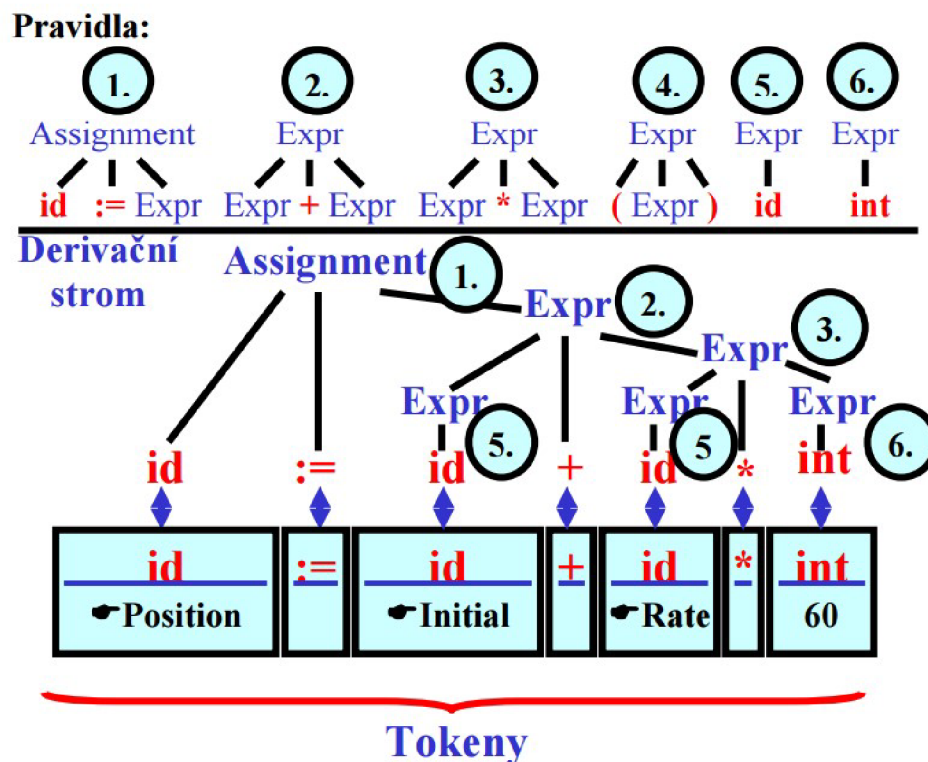 Pravidla:
1. 2. 3. 4. 5. 6.
Assignment Expr Expr Expr Expr Expr
id := Expr Expr + Expr Expr * Expr ( Expr ) id int
Derivační
strom
Assignment 1.
Expr 2.
Expr 3.
Expr Expr Expr
5. 5 6.
id := id + id * int
id := id + id * int
☛Position ☛Initial ☛Rate 60
Tokeny